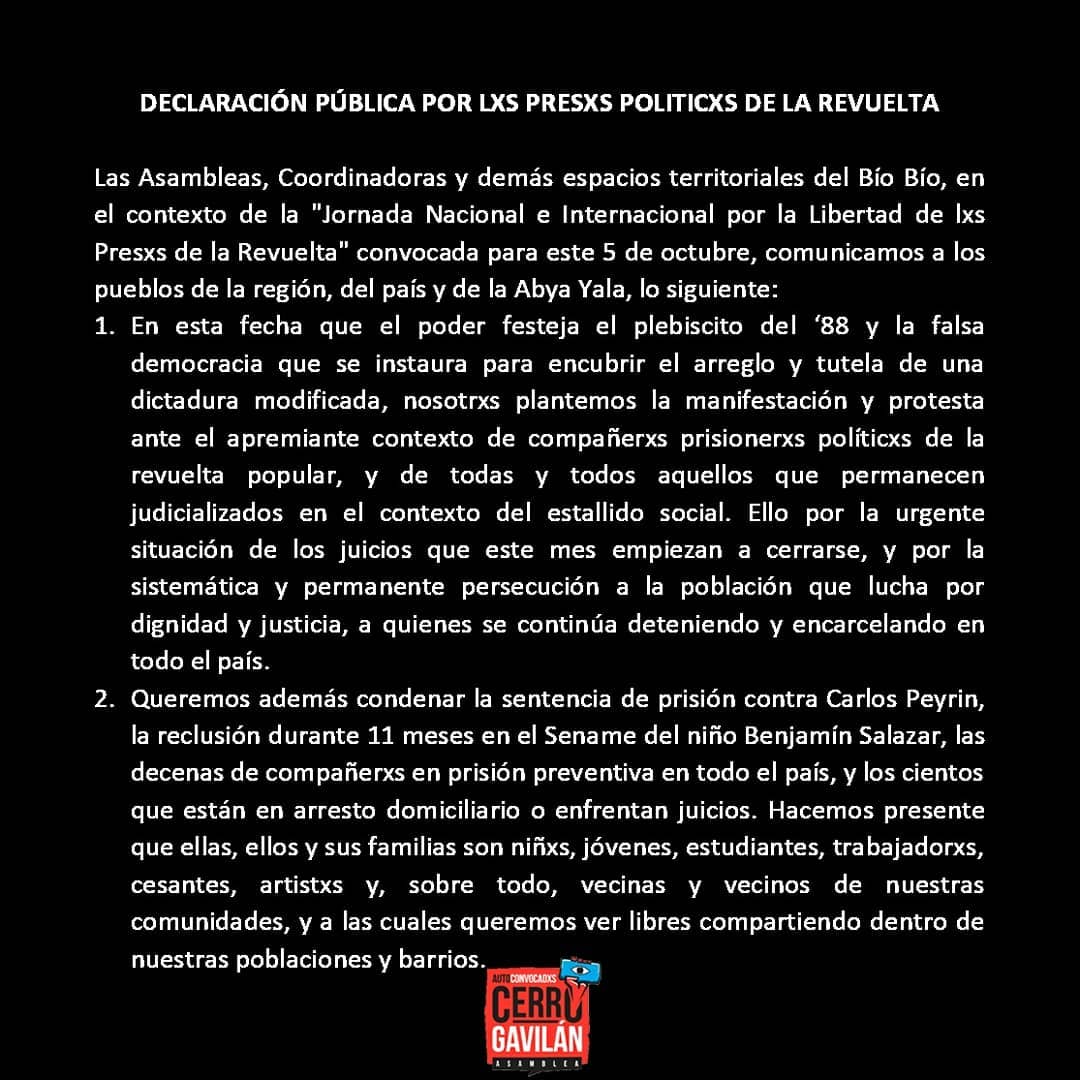 DECLARACIÓN PÚBLICA POR LXS PRESXS POLITICXS DE LA REVUELTA
Las Asambleas, Coordinadoras y demás espacios territoriales del Bío Bío, en
el contexto de la "Jornada Nacional e Internacional por la Libertad de lxs
Presxs de la Revuelta" convocada para este 5 de octubre, comunicamos a los
pueblos de la región, del país y de la Abya Yala, lo siguiente:
1. En esta fecha que el poder festeja el plebiscito del ‘88 y la falsa
democracia que se instaura para encubrir el arreglo y tutela de una
dictadura modificada, nosotrxs plantemos la manifestación y protesta
ante el apremiante contexto de compañerxs prisionerxs políticxs de la
revuelta popular, y de todas y todos aquellos que permanecen
judicializados en el contexto del estallido social. Ello por la urgente
situación de los juicios que este mes empiezan a cerrarse, y por la
sistemática y permanente persecución a la población que lucha por
dignidad y justicia, a quienes se continúa deteniendo y encarcelando en
todo el país.
2. Queremos además condenar la sentencia de prisión contra Carlos Peyrin,
la reclusión durante 11 meses en el Sename del niño Benjamín Salazar, las
decenas de compañerxs en prisión preventiva en todo el país, y los cientos
que están en arresto domiciliario o enfrentan juicios. Hacemos presente
que ellas, ellos y sus familias son niñxs, jóvenes, estudiantes, trabajadorxs,
cesantes, artistxs y, sobre todo, vecinas y vecinos de nuestras
comunidades, y a las cuales queremos ver libres compartiendo dentro de
nuestras poblaciones y barrios.
AUTOCONVOCADXS
CERRO
GAVILÁN
ASAMBLEA